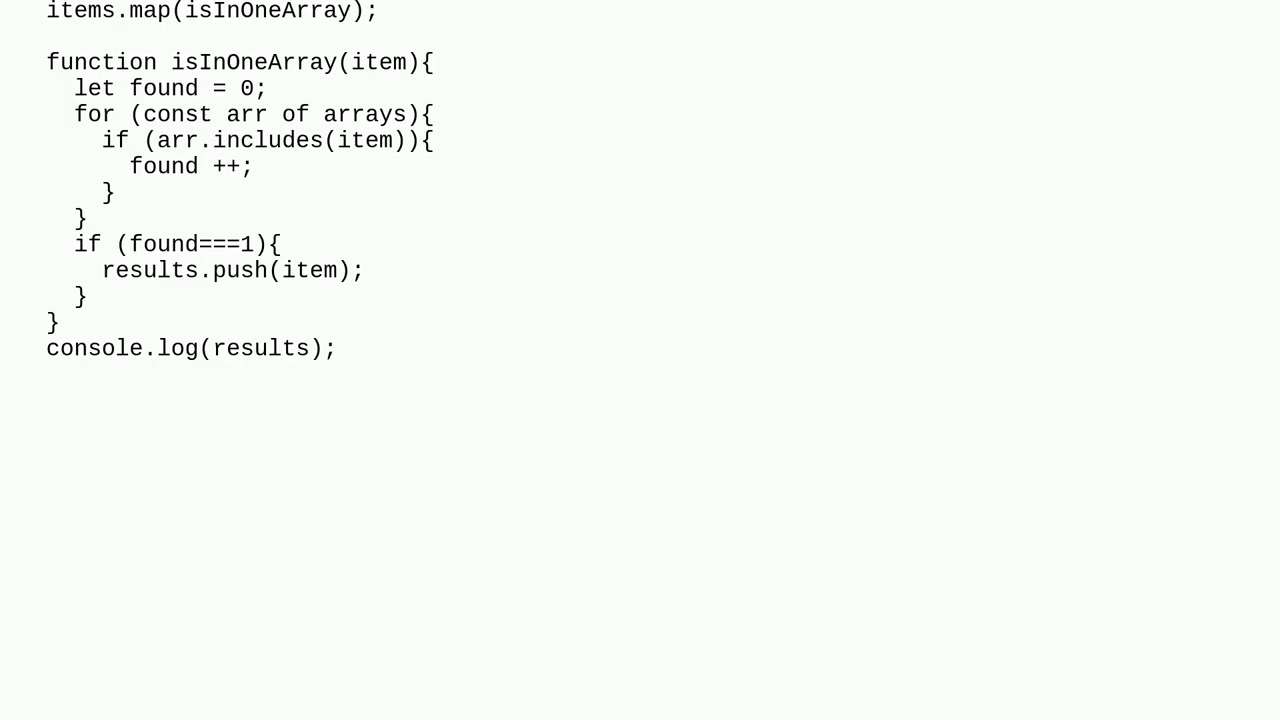 items.map(isInOneArray);

function isInOneArray(item){
  let found = 0;
  for (const arr of arrays){
    if (arr.includes(item)){
      found ++;
    }
  }
  if (found===1){
    results.push(item);
  }
}
console.log(results);